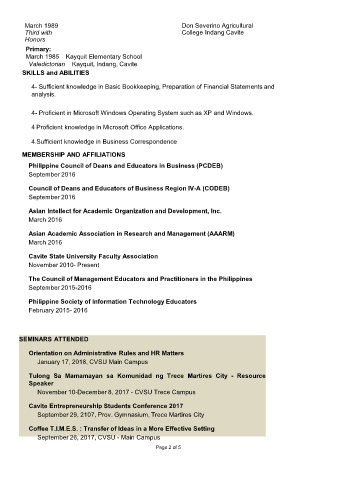 March 1989 Don Severino Agricultural
Third with College Indang Cavite
Honors
Primary:
March 1985 Kayquit Elementary School
Valedictorian Kayquit, Indang, Cavite
SKILLS and ABILITIES
4- Sufficient knowledge in Basic Bookkeeping, Preparation of Financial Statements and
analysis.
4- Proficient in Microsoft Windows Operating System such as XP and Windows.
4 Proficient knowledge in Microsoft Office Applications.
4 Sufficient knowledge in Business Correspondence
MEMBERSHIP AND AFFILIATIONS
Philippine Council of Deans and Educators in Business (PCDEB)
September 2016
Council of Deans and Educators of Business Region IV-A (CODEB)
September 2016
Asian Intellect for Academic Organization and Development, Inc.
March 2016
Asian Academic Association in Research and Management (AAARM)
March 2016
Cavite State University Faculty Association
November 2010- Present
The Council of Management Educators and Practitioners in the Philippines
September 2015-2016
Philippine Society of Information Technology Educators
February 2015- 2016
SEMINARS ATTENDED
Orientation on Administrative Rules and HR Matters
January 17, 2018, CVSU Main Campus
Tulong Sa Mamamayan sa Komunidad ng Trece Martires City - Resource
Speaker
November 10-December 8, 2017 - CVSU Trece Campus
Cavite Entrepreneurship Students Conference 2017
September 29, 2107, Prov. Gymnasium, Trece Martires City
Coffee T.I.M.E.S. : Transfer of Ideas in a More Effective Setting
September 26, 2017, CVSU - Main Campus
Page 2 of 5